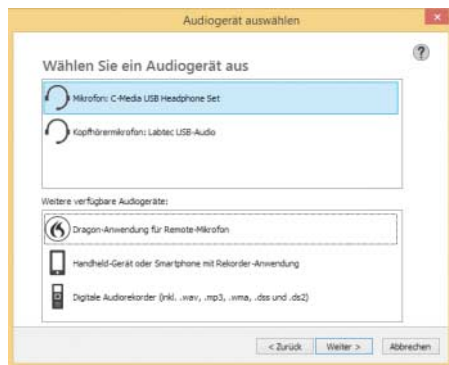 Audiogerät auswählen
x
?
Wählen Sie ein Audiogerät aus
Mikrofon: C-Media USB Headphone Set
Kopfhörermikrofon: Labtec USB-Audio
Weitere verfügbare Audiogeräte:
Dragon-Anwendung für Remote-Mikrofon
Handheld-Gerät oder Smartphone mit Rekorder-Anwendung
Digitale Audiorekorder (inkl. .wav, .mp3, .wma, .dss und .ds2)
< Zurück Weiter > Abbrechen